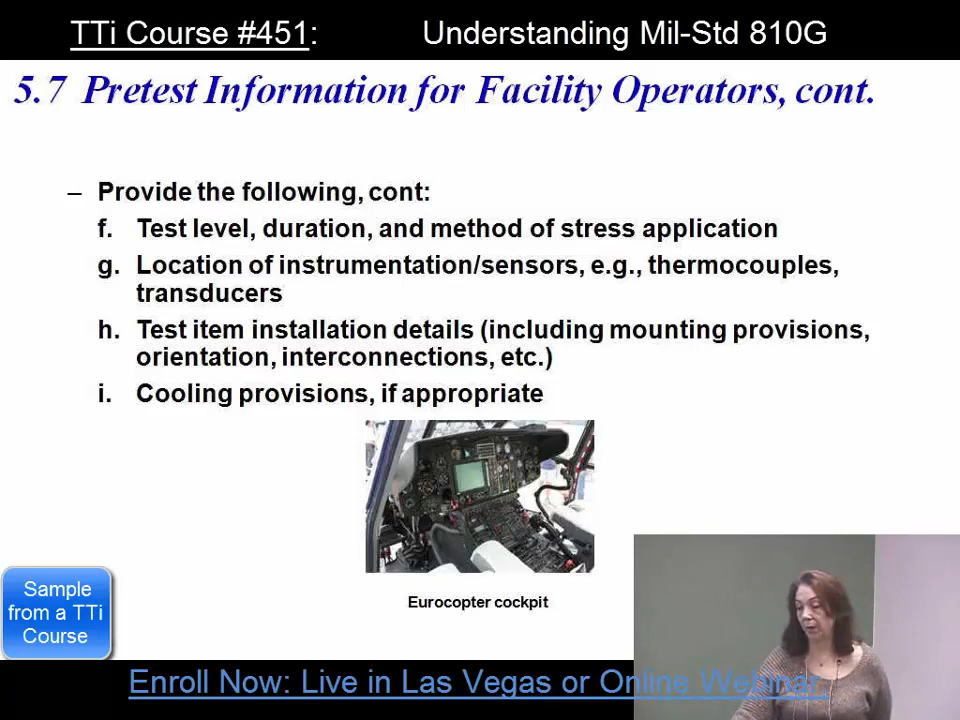 TTi Course #451: Understanding Mil-Std 810G
5.7 Pretest Information for Facility Operators, cont.
– Provide the following, cont:
f. Test level, duration, and method of stress application
g. Location of instrumentation/sensors, e.g., thermocouples,
transducers
h. Test item installation details (including mounting provisions,
orientation, interconnections, etc.)
i. Cooling provisions, if appropriate
Eurocopter cockpit
Sample
from a TTi
Course
Enroll Now: Live in Las Vegas or Online Webinar